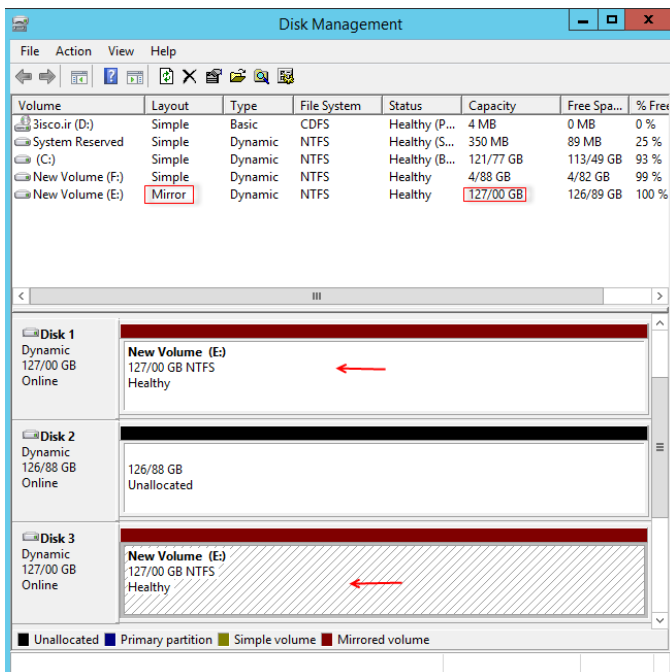 Disk Management
File Action View Help
Volume Layout Type File System Status Capacity Free Spa... % Free
3isco.ir (D:) Simple Basic CDFS Healthy (P... 4 MB 0 MB 0 %
System Reserved Simple Dynamic NTFS Healthy (S... 350 MB 89 MB 25 %
(C:) Simple Dynamic NTFS Healthy (B... 121/77 GB 113/49 GB 93 %
New Volume (F:) Simple Dynamic NTFS Healthy 4/88 GB 4/82 GB 99 %
New Volume (E:) Mirror Dynamic NTFS Healthy 127/00 GB 126/89 GB 100 %
Disk 1
Dynamic
127/00 GB
Online
New Volume (E:)
127/00 GB NTFS
Healthy
Disk 2
Dynamic
126/88 GB
Online
126/88 GB
Unallocated
Disk 3
Dynamic
127/00 GB
Online
New Volume (E:)
127/00 GB NTFS
Healthy
Unallocated Primary partition Simple volume Mirrored volume